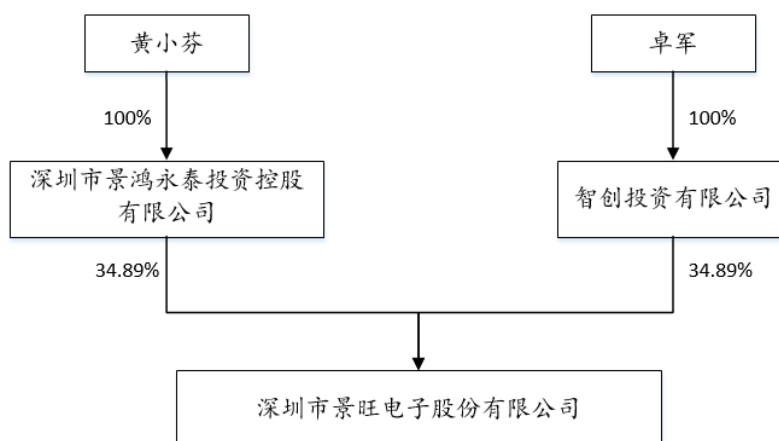 黄小芬
卓军
100%
100%
深圳市景鸿永泰投资控股
有限公司
智创投资有限公司
34.89%
34.89%
深圳市景旺电子股份有限公司